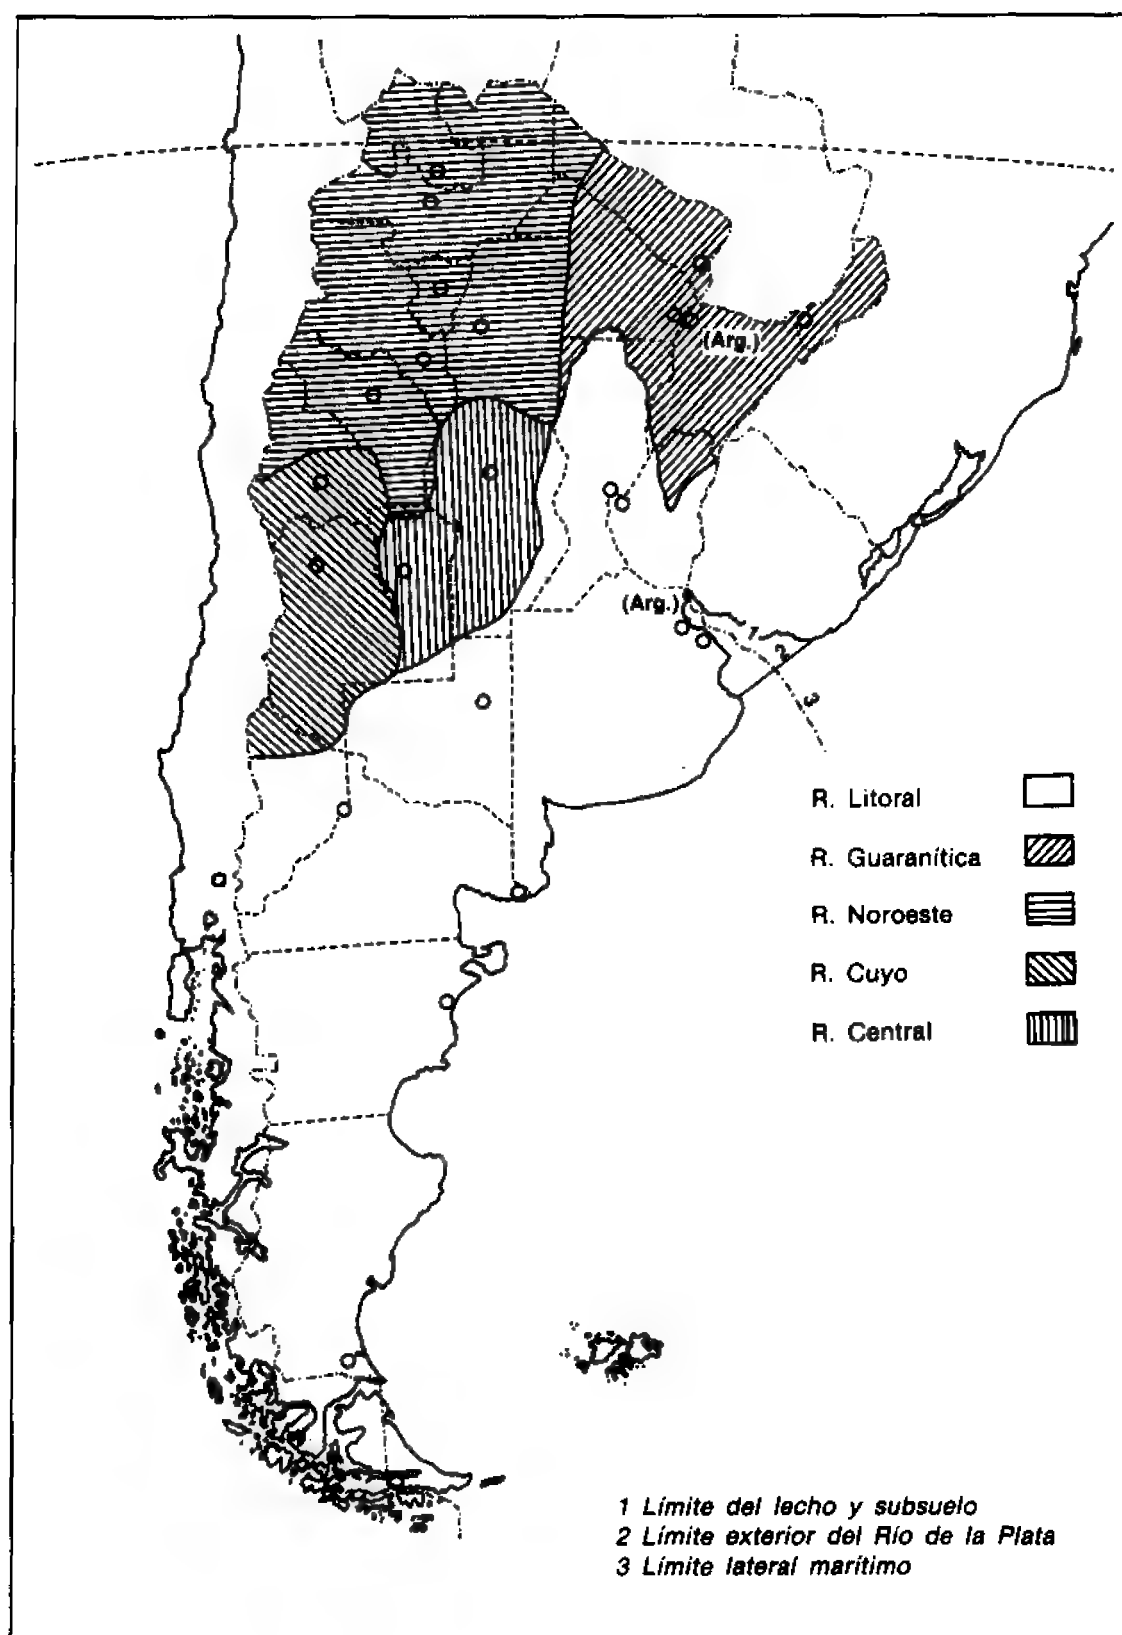 (Arg.)
(Arg.)
1
2
3
R. Litoral
R. Guaranítica
R. Noroeste
R. Cuyo
R. Central
1 Límite del lecho y subsuelo
2 Límite exterior del Río de la Plata
3 Límite lateral marítimo